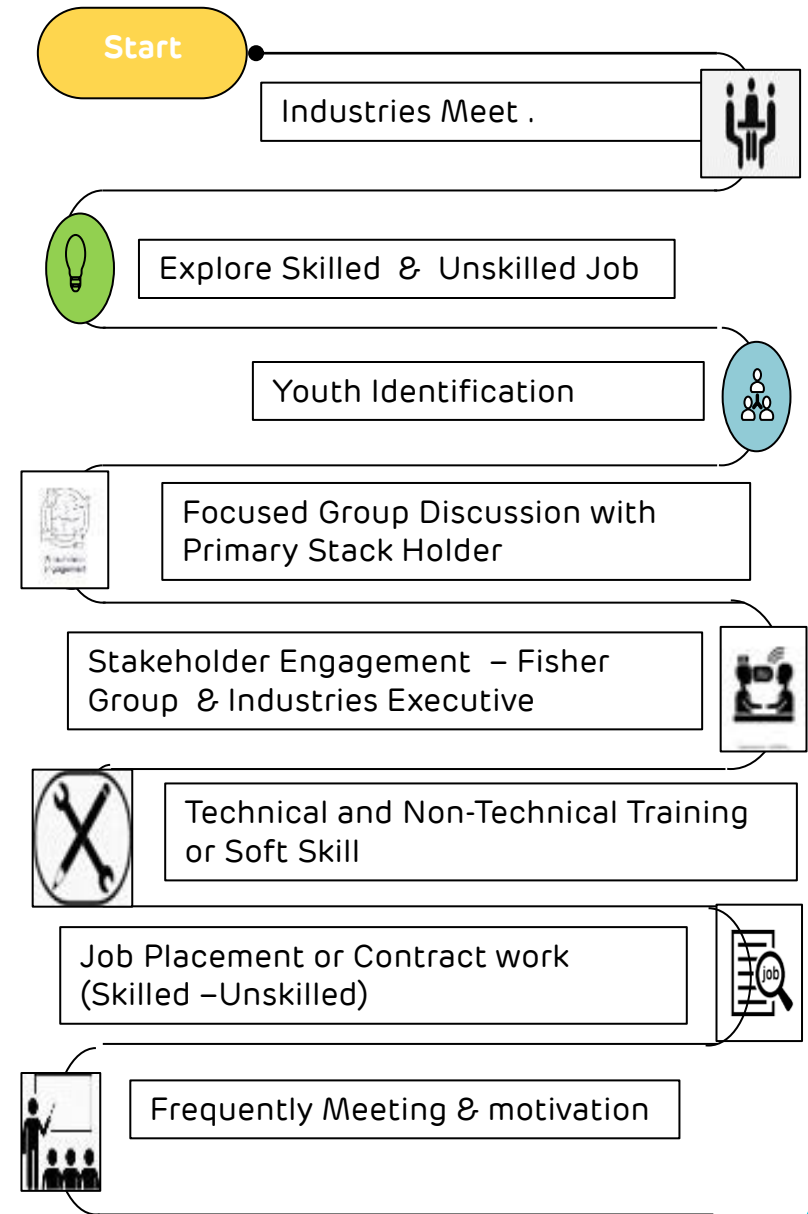 Start
Industries Meet .
Explore Skilled & Unskilled Job
Youth Identification
Focused Group Discussion with
Primary Stack Holder
Engagement
Stakeholder Engagement – Fisher
Group & Industries Executive
Technical and Non-Technical Training
or Soft Skill
Job Placement or Contract work
(Skilled –Unskilled)
job
Frequently Meeting & motivation